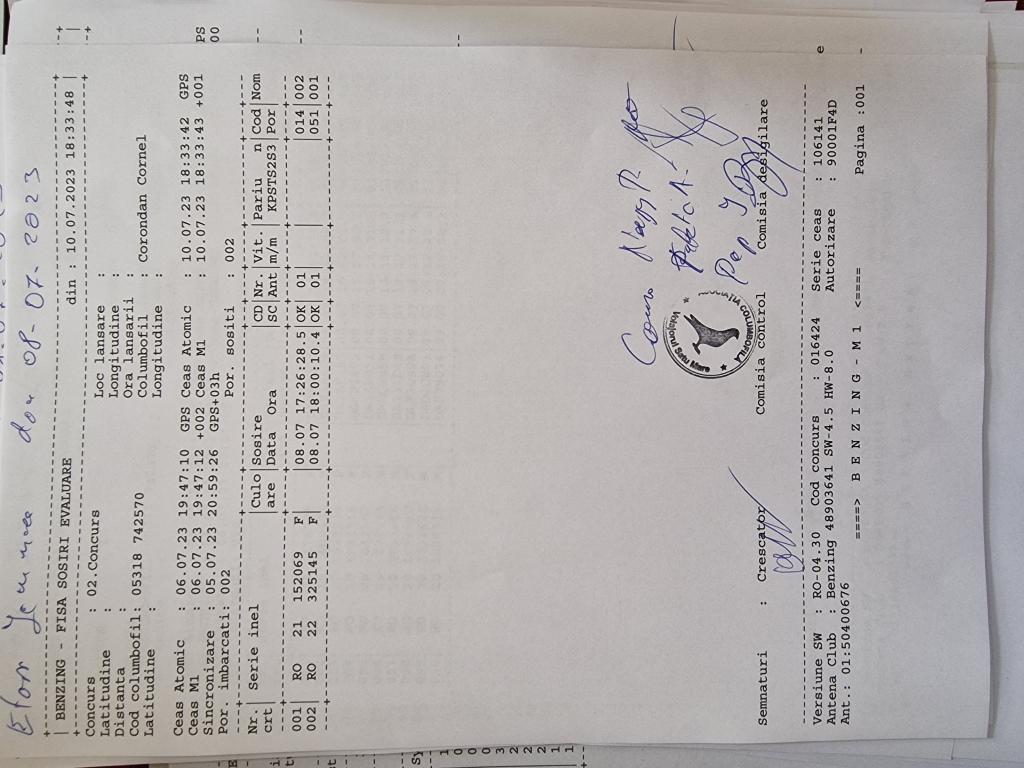 08-07-2023
BENZING - FISA SOSIRI EVALUARE din : 10.07.2023 18:33:48
Concurs : 02.Concurs Loc lansare :
Latitudine : Longitudine :
Distanta : Ora lansarii :
Cod columbofil: 05318 742570 Columbofil : Corondan Cornel
Latitudine : Longitudine :
Ceas Atomic : 06.07.23 19:47:10 GPS Ceas Atomic : 10.07.23 18:33:42 GPS
Ceas M1 : 06.07.23 19:47:12 +002 Ceas M1 : 10.07.23 18:33:43 +001
Sincronizare : 05.07.23 20:59:26 GPS+03h
Por. imbarcati: 002 Por. sositi : 002
Nr. | Serie inel | Culo | Sosire | CD | Nr. | Vit. | Pariu n | Cod | Nom
crt | are | Data Ora | SC | Ant | m/m | KPSTS2S3 | Por
001 | RO 21 152069 F | 08.07 17:26:28.5 | OK | 01 | 014 | 002
002 | RO 22 325145 F | 08.07 18:00:10.4 | OK | 01 | 051 | 001
Pop
ASOCIATIA COLUMBOFILA
Mare
Semnaturi : Crescator Comisia control Comisia desigilare
Versiune SW : RO-04.30 Cod concurs : 016424 Serie ceas : 106141
Antena Club : Benzing 48903641 SW-4.5 HW-8.0 Autorizare : 90001F4D
Ant.: 01:50400676
====> B E N Z I N G - M 1 <==== Pagina :001